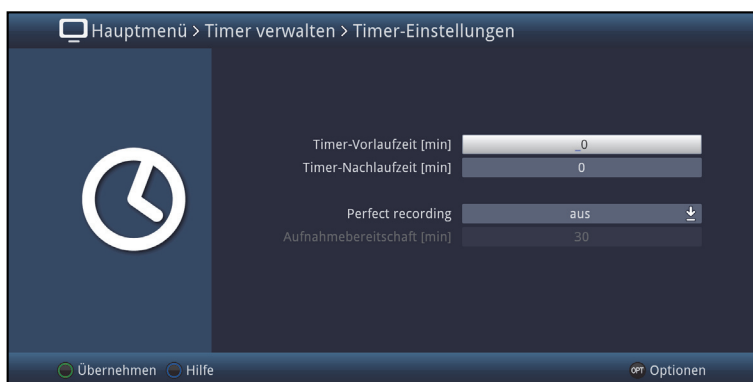 Hauptmenü > Timer verwalten > Timer-Einstellungen
Timer-Vorlaufzeit [min] _0
Timer-Nachlaufzeit [min] 0
Perfect recording aus
Aufnahmebereitschaft [min] 30
Übernehmen Hilfe OPT Optionen